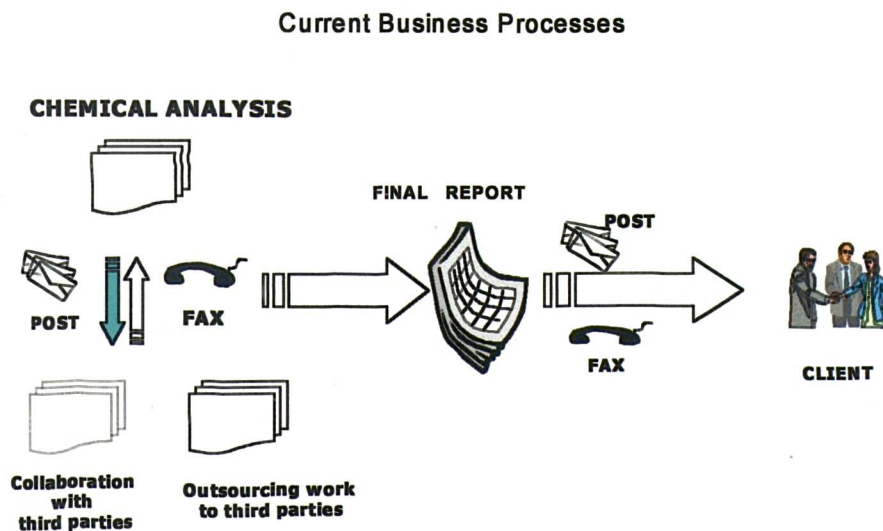 Current Business Processes
CHEMICAL ANALYSIS
FINAL REPORT
POST
POST
FAX
FAX
CLIENT
Collaboration
with
third parties
Outsourcing work
to third parties